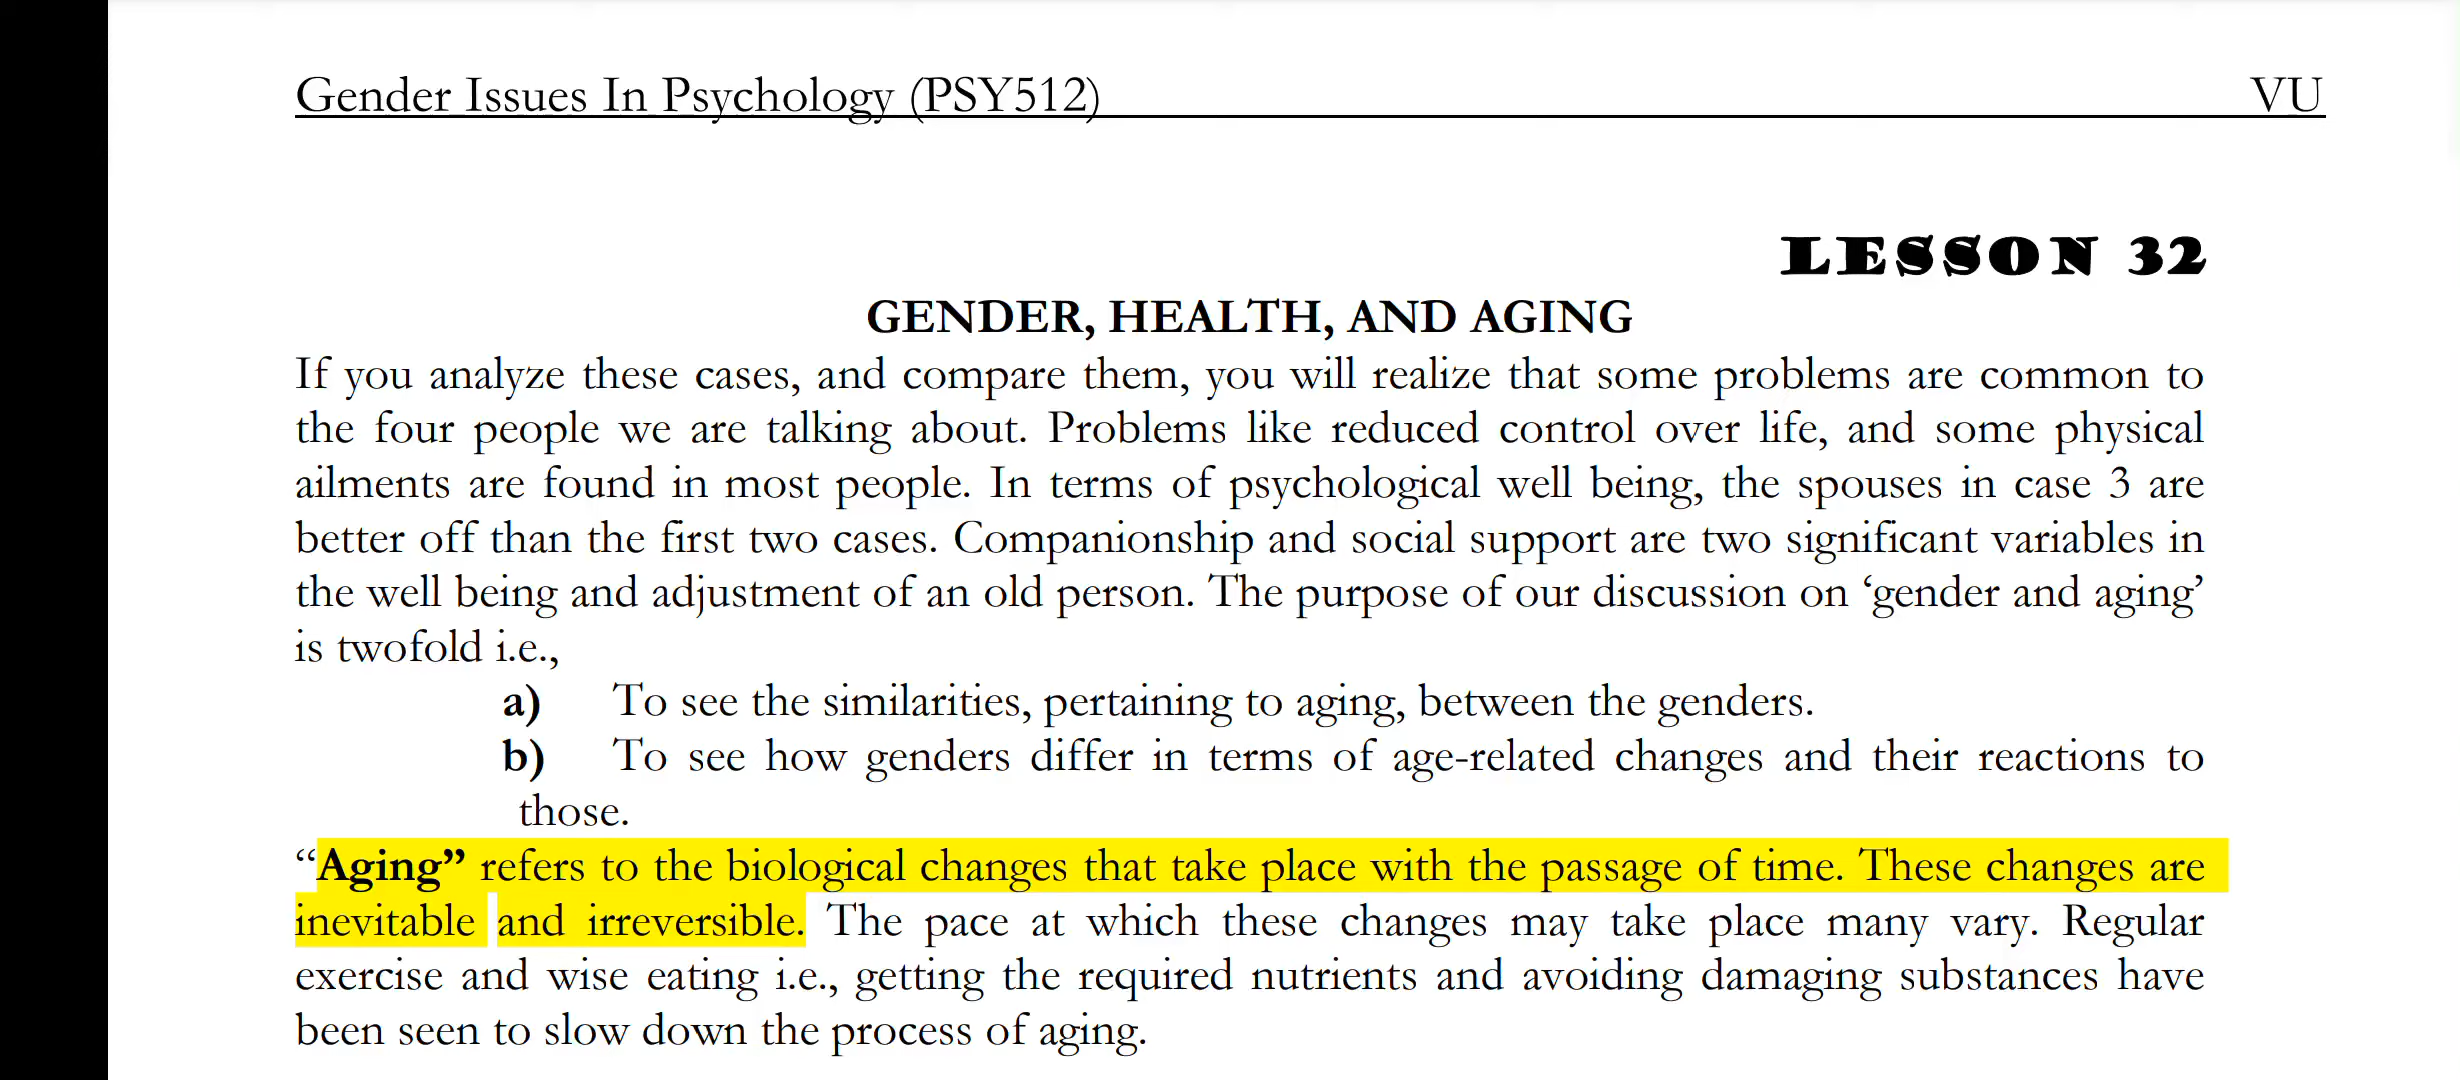 Gender Issues In Psychology (PSY512) VU
LESSON 32
GENDER, HEALTH, AND AGING
If you analyze these cases, and compare them, you will realize that some problems are common to
the four people we are talking about. Problems like reduced control over life, and some physical
ailments are found in most people. In terms of psychological well being, the spouses in case 3 are
better off than the first two cases. Companionship and social support are two significant variables in
the well being and adjustment of an old person. The purpose of our discussion on ‘gender and aging’
is twofold i.e.,
a) To see the similarities, pertaining to aging, between the genders.
b) To see how genders differ in terms of age-related changes and their reactions to
those.
“Aging” refers to the biological changes that take place with the passage of time. These changes are
inevitable and irreversible. The pace at which these changes may take place many vary. Regular
exercise and wise eating i.e., getting the required nutrients and avoiding damaging substances have
been seen to slow down the process of aging.